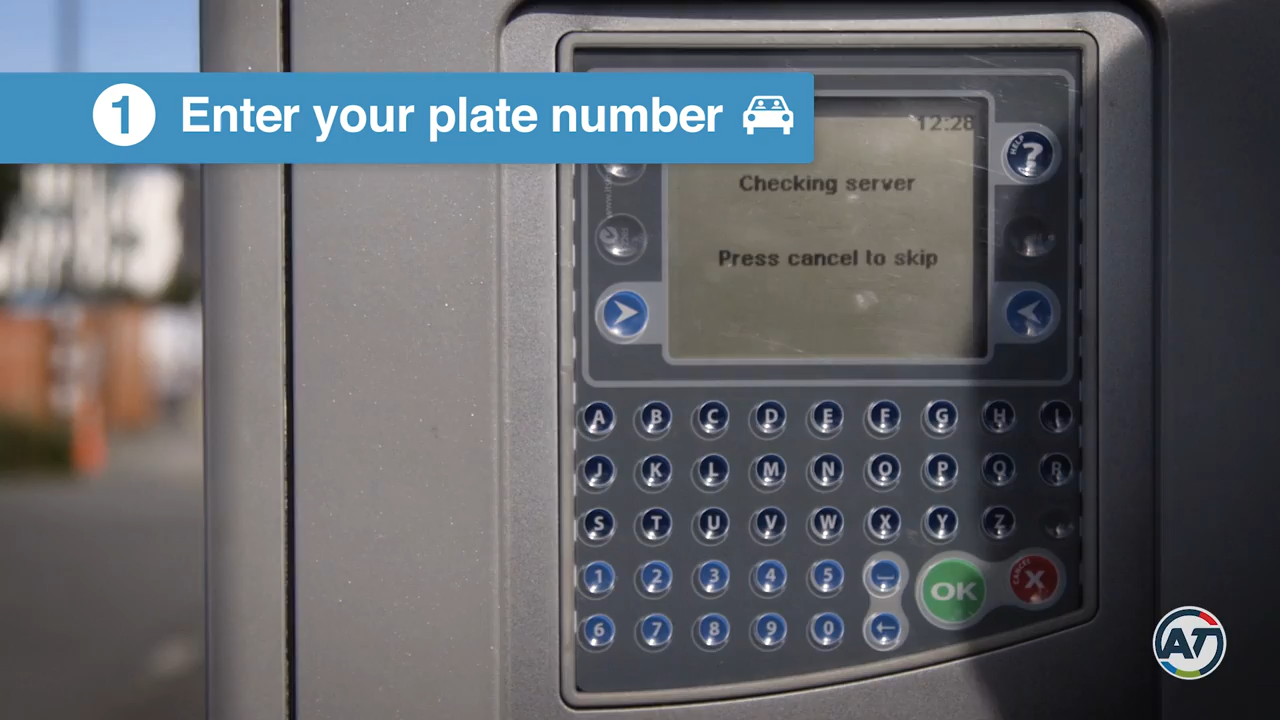 1 Enter your plate number
12:28
HELP ?
Checking server
Press cancel to skip
A B C D E F G H I
J K L M N O P Q R
S T U V W X Y Z
1 2 3 4 5
OK
CANCEL X
6 7 8 9 0
AT